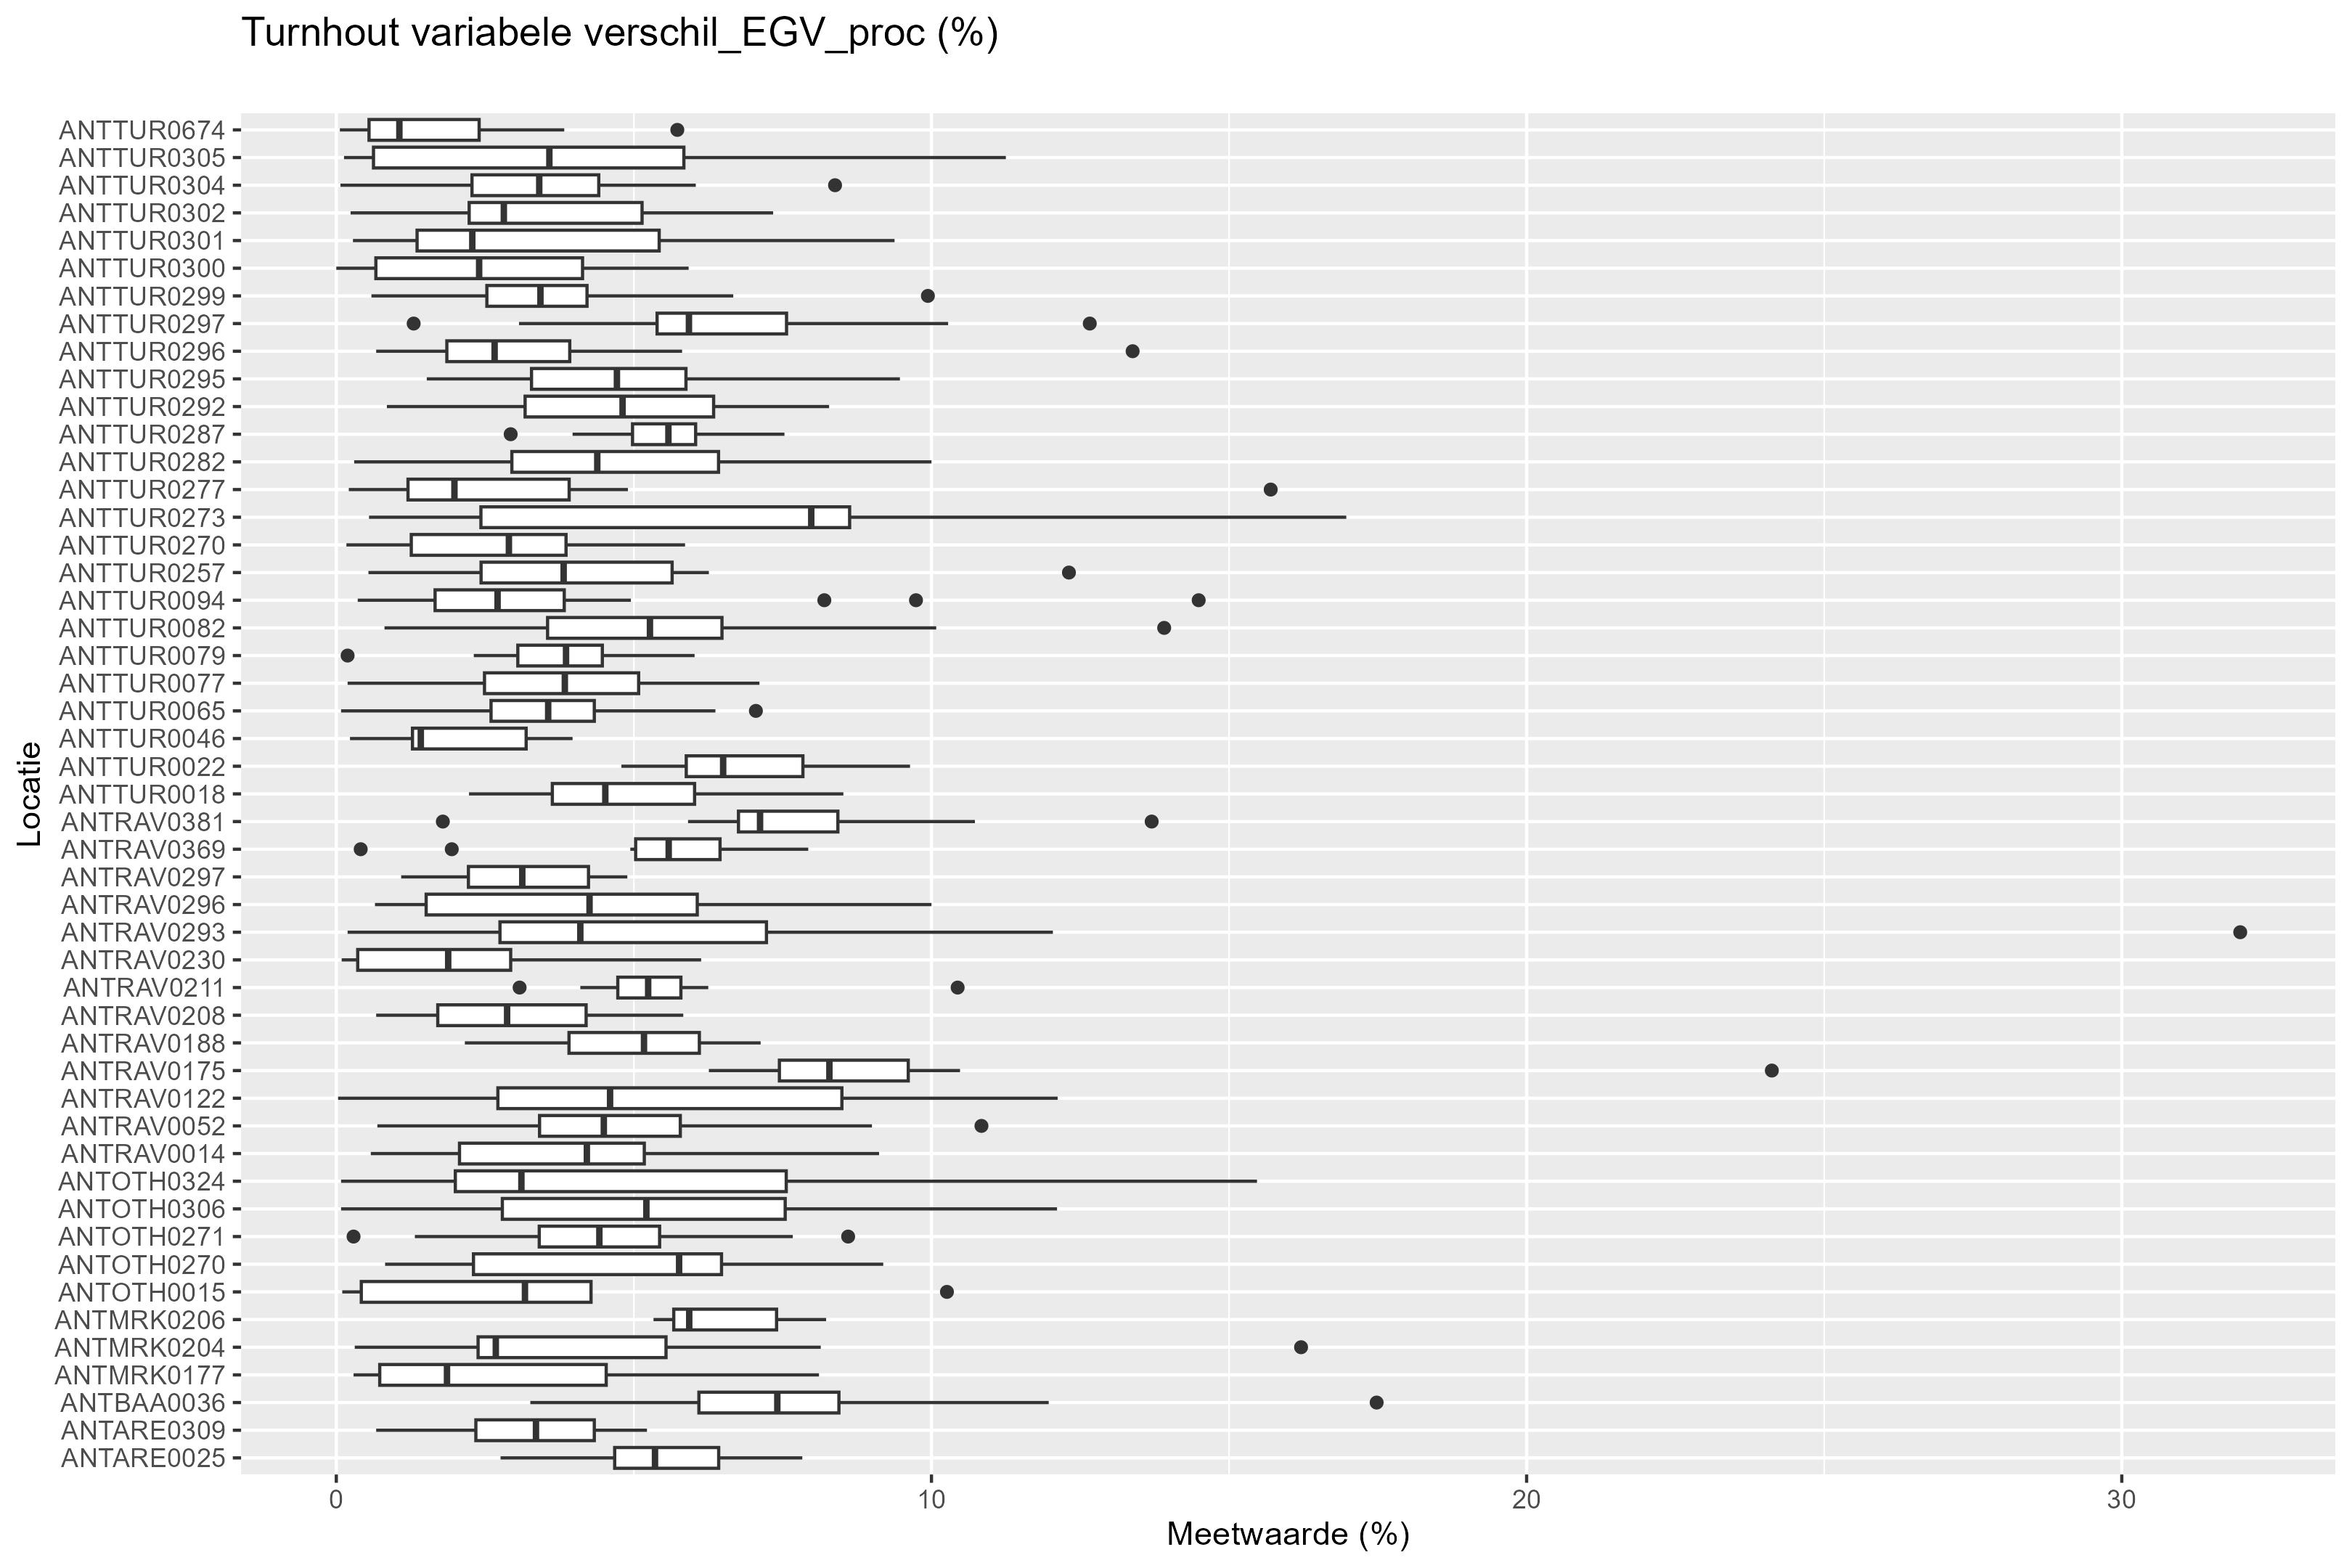 Turnhout variabele verschil_EGV_proc (%)
ANTTUR0674
ANTTUR0305
ANTTUR0304
ANTTUR0302
ANTTUR0301
ANTTUR0300
ANTTUR0299
ANTTUR0297
ANTTUR0296
ANTTUR0295
ANTTUR0292
ANTTUR0287
ANTTUR0282
ANTTUR0277
ANTTUR0273
ANTTUR0270
ANTTUR0257
ANTTUR0094
ANTTUR0082
ANTTUR0079
ANTTUR0077
ANTTUR0065
ANTTUR0046
ANTTUR0022
ANTTUR0018
ANTRAV0381
ANTRAV0369
ANTRAV0297
ANTRAV0296
ANTRAV0293
ANTRAV0230
ANTRAV0211
ANTRAV0208
ANTRAV0188
ANTRAV0175
ANTRAV0122
ANTRAV0052
ANTRAV0014
ANTOTH0324
ANTOTH0306
ANTOTH0271
ANTOTH0270
ANTOTH0015
ANTMRK0206
ANTMRK0204
ANTMRK0177
ANTBAA0036
ANTARE0309
ANTARE0025
Locatie
0 10 20 30
Meetwaarde (%)